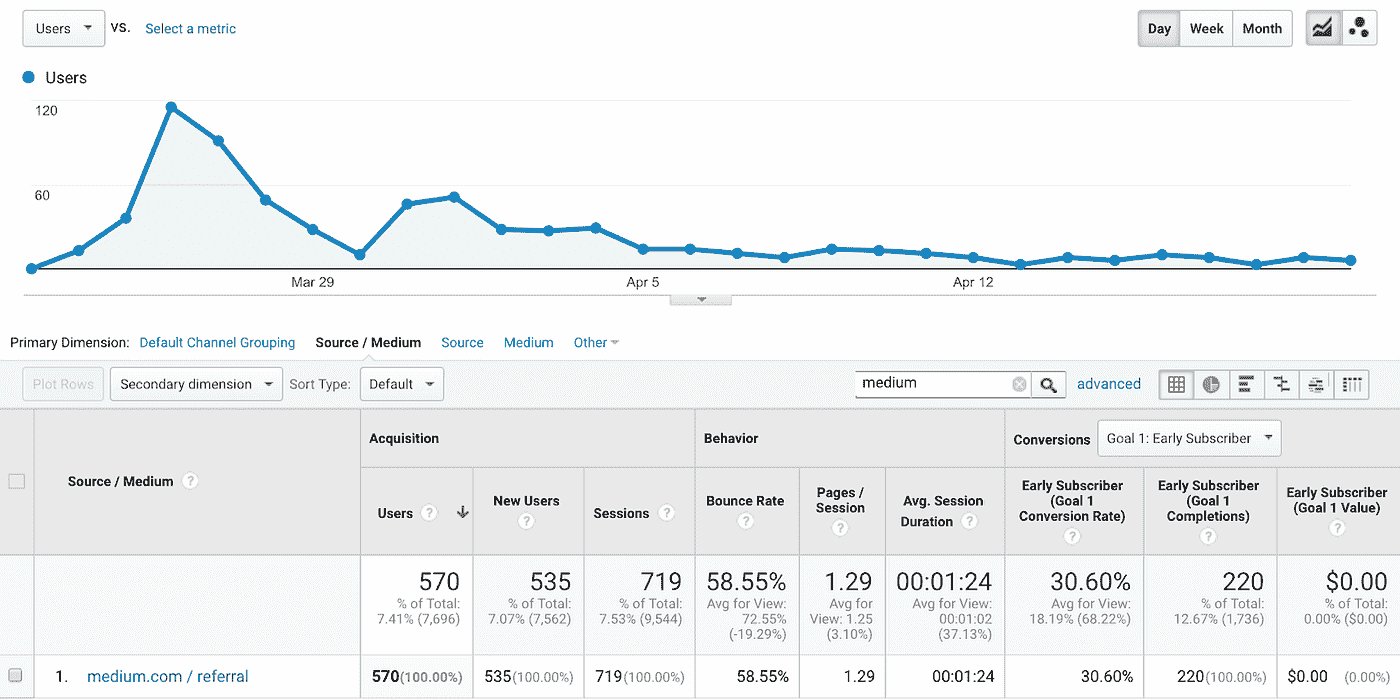 Users VS. Select a metric Day Week Month
Users
120
60
Mar 29 Apr 5 Apr 12
Primary Dimension: Default Channel Grouping Source / Medium Source Medium Other
Plot Rows Secondary dimension Sort Type: Default medium advanced
Acquisition Behavior Conversions Goal 1: Early Subscriber
Source / Medium ?
Users ?
New Users ?
Sessions ?
Bounce Rate ?
Pages /
Session ?
Avg. Session
Duration ?
Early Subscriber
(Goal 1
Conversion Rate) ?
Early Subscriber
(Goal 1
Completions) ?
Early Subscriber
(Goal 1 Value) ?
570
% of Total:
7.41% (7,696)
535
% of Total:
7.07% (7,562)
719
% of Total:
7.53% (9,544)
58.55%
Avg for View:
72.55%
(-19.29%)
1.29
Avg for
View: 1.25
(3.10%)
00:01:24
Avg for View:
00:01:02
(37.13%)
30.60%
Avg for View:
18.19% (68.22%)
220
% of Total:
12.67% (1,736)
$0.00
% of Total:
0.00% ($0.00)
1. medium.com / referral 570(100.00%) 535(100.00%) 719(100.00%) 58.55% 1.29 00:01:24 30.60% 220(100.00%) $0.00 (0.00%)